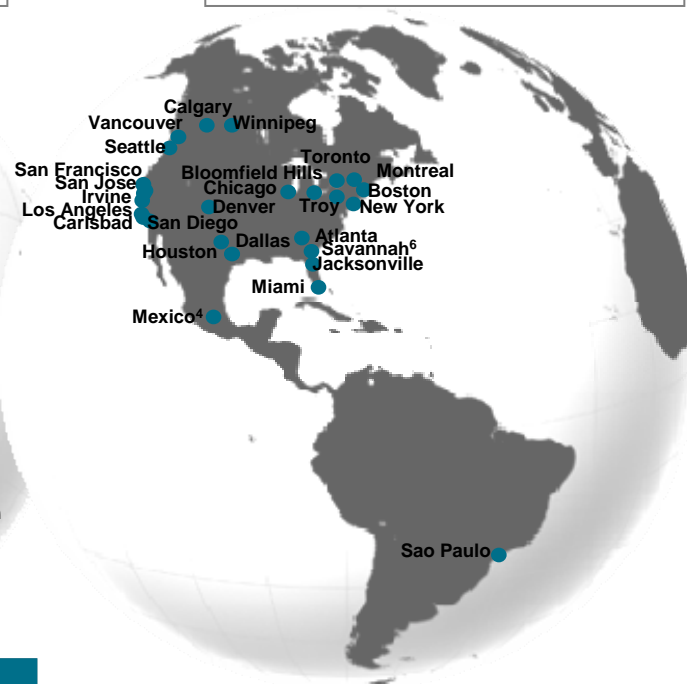 Calgary
Vancouver
Winnipeg
Seattle
Toronto
San Francisco
Bloomfield Hills
Montreal
San Jose
Chicago
Boston
Irvine
Denver
Troy
New York
Los Angeles
Carlsbad
San Diego
Dallas
Atlanta
Houston
Savannah⁶
Jacksonville
Miami
Mexico⁴
Sao Paulo